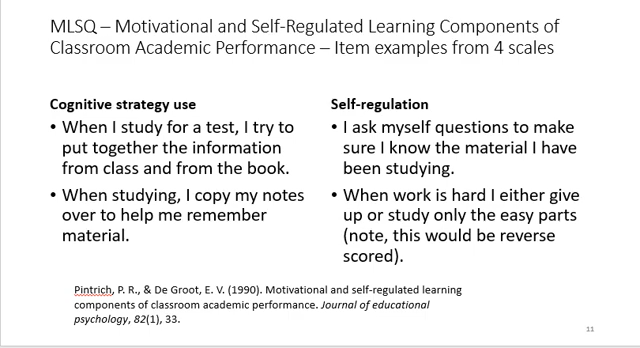 MLSQ – Motivational and Self-Regulated Learning Components of
Classroom Academic Performance – Item examples from 4 scales
Cognitive strategy use
• When I study for a test, I try to
put together the information
from class and from the book.
• When studying, I copy my notes
over to help me remember
material.
Self-regulation
• I ask myself questions to make
sure I know the material I have
been studying.
• When work is hard I either give
up or study only the easy parts
(note, this would be reverse
scored).
Pintrich, P. R., & De Groot, E. V. (1990). Motivational and self-regulated learning
components of classroom academic performance. Journal of educational
psychology, 82(1), 33.
11